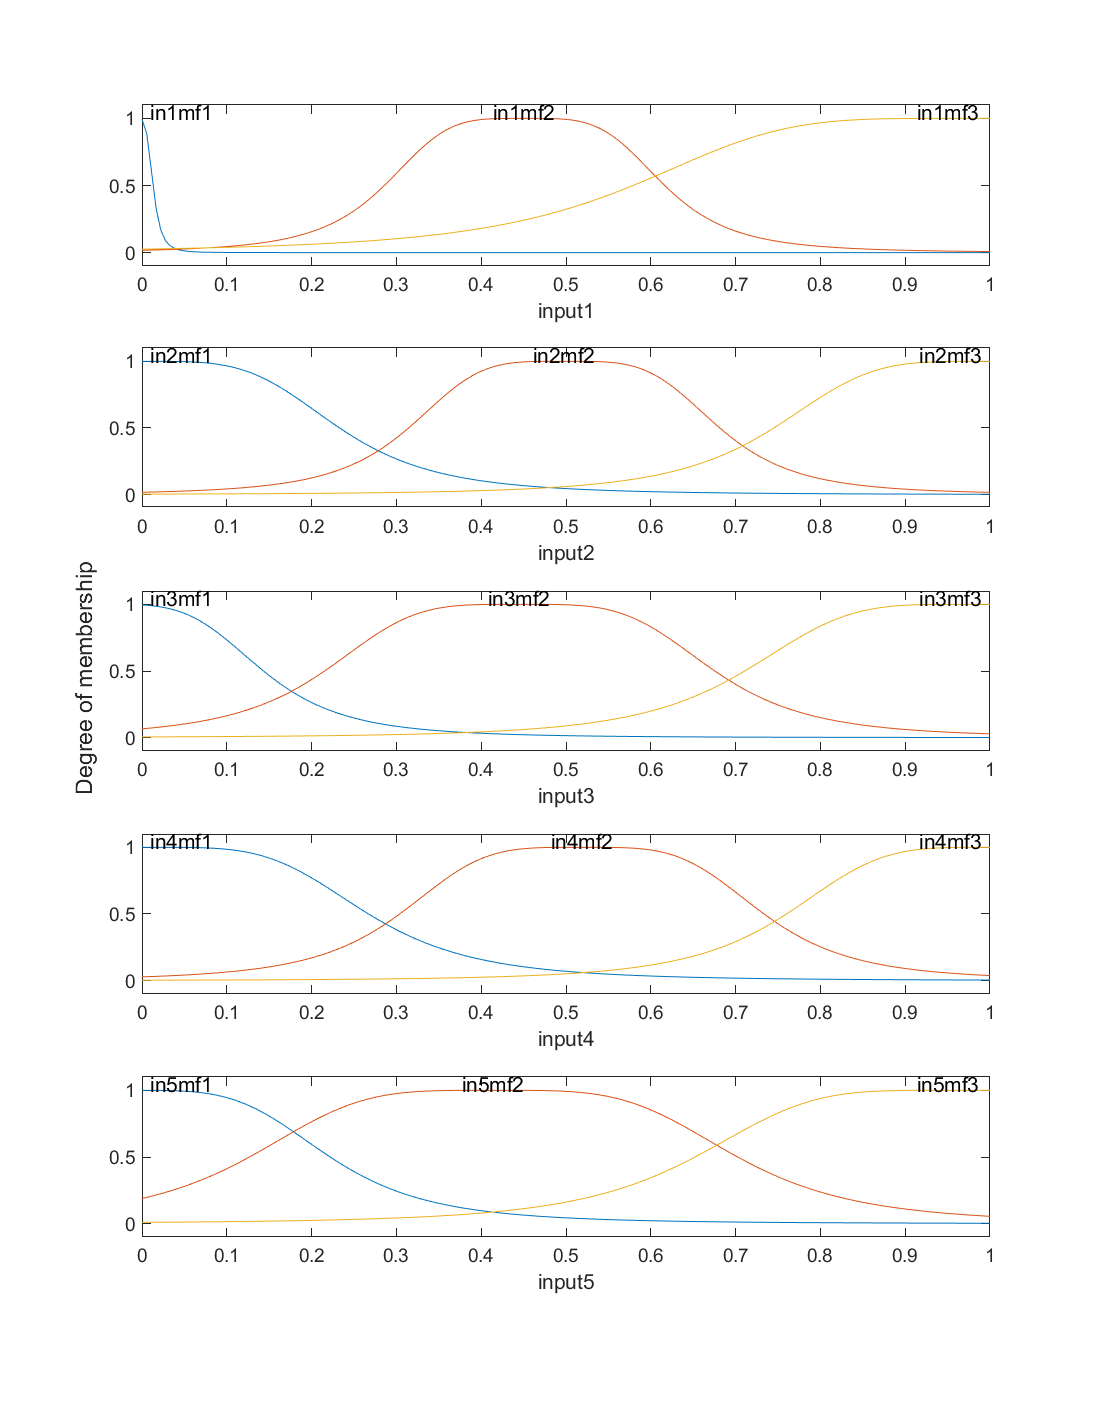 in1mf1 in1mf2 in1mf3
1
0.5
0
0 0.1 0.2 0.3 0.4 0.5 0.6 0.7 0.8 0.9 1
input1
in2mf1 in2mf2 in2mf3
1
0.5
0
0 0.1 0.2 0.3 0.4 0.5 0.6 0.7 0.8 0.9 1
input2
Degree of membership
in3mf1 in3mf2 in3mf3
1
0.5
0
0 0.1 0.2 0.3 0.4 0.5 0.6 0.7 0.8 0.9 1
input3
in4mf1 in4mf2 in4mf3
1
0.5
0
0 0.1 0.2 0.3 0.4 0.5 0.6 0.7 0.8 0.9 1
input4
in5mf1 in5mf2 in5mf3
1
0.5
0
0 0.1 0.2 0.3 0.4 0.5 0.6 0.7 0.8 0.9 1
input5